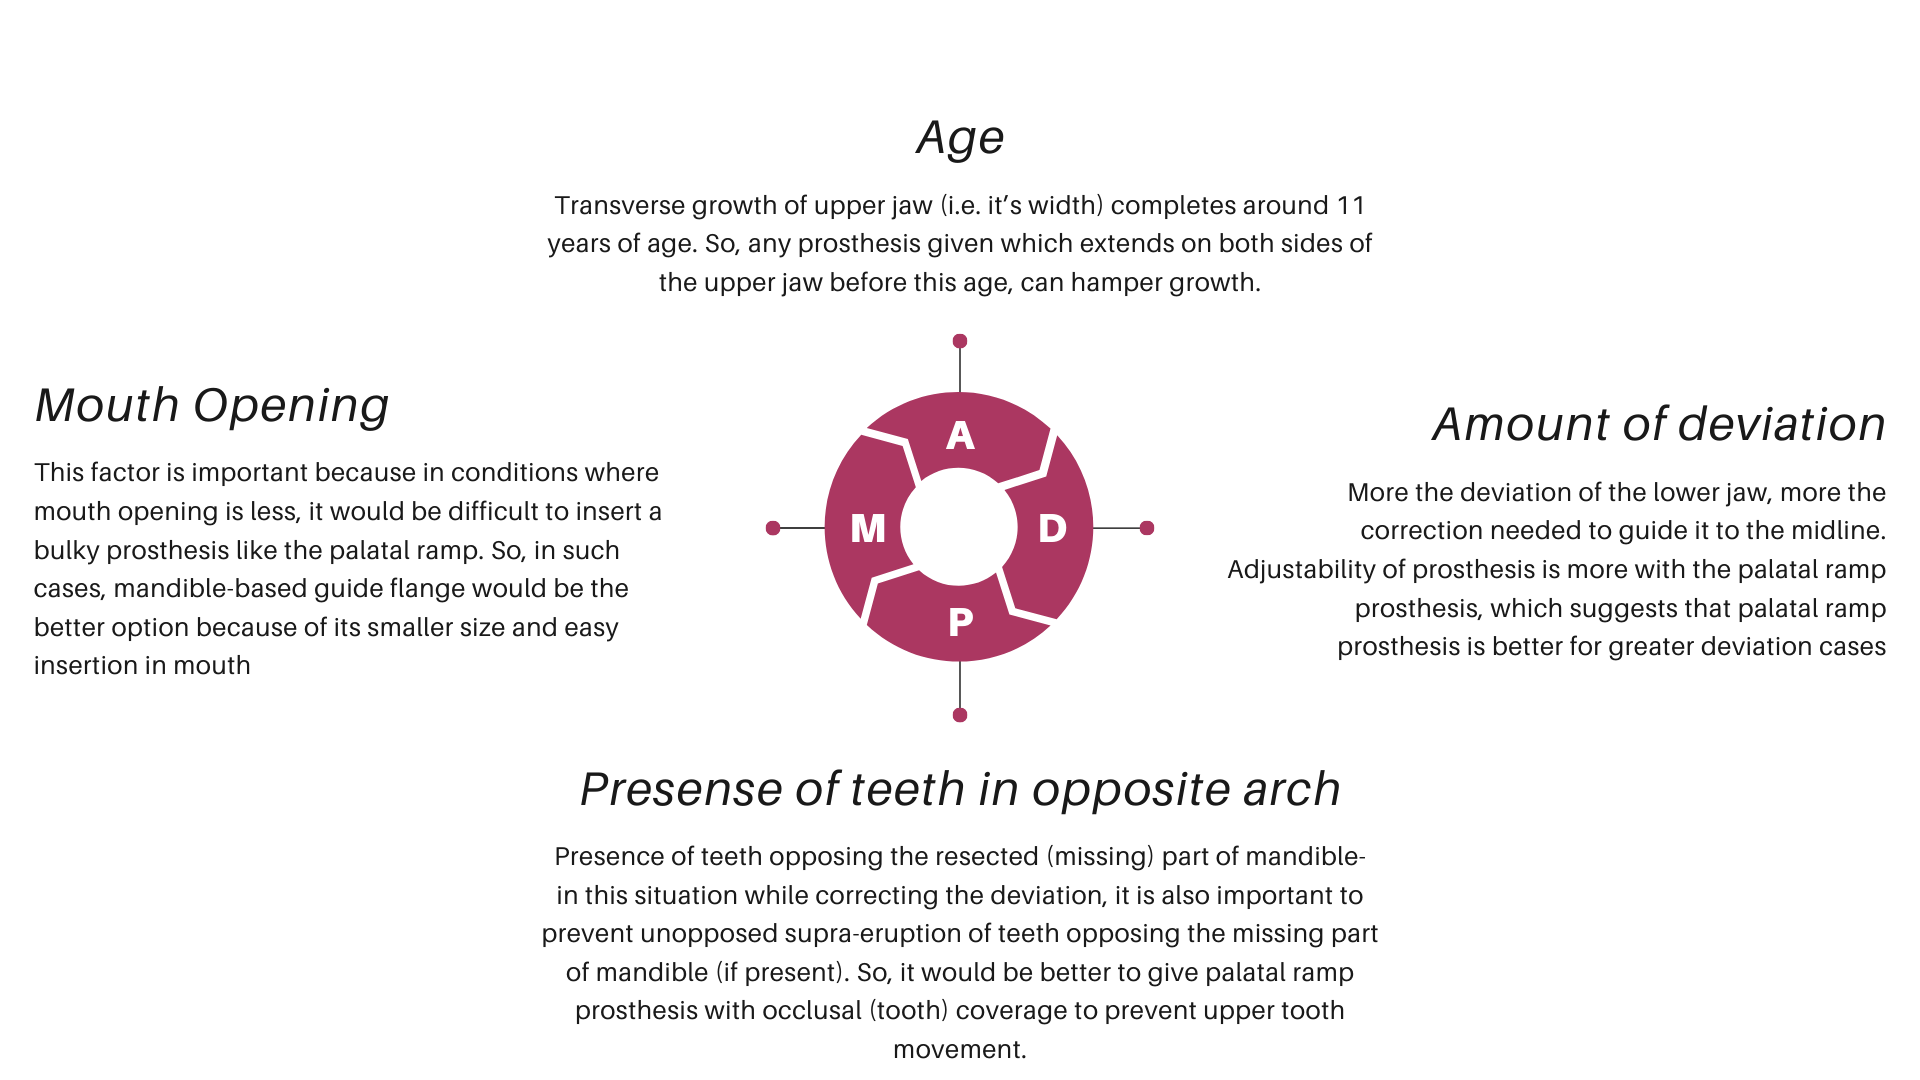 Age
Transverse growth of upper jaw (i.e. it’s width) completes around 11
years of age. So, any prosthesis given which extends on both sides of
the upper jaw before this age, can hamper growth.
Mouth Opening
This factor is important because in conditions where
mouth opening is less, it would be difficult to insert a
bulky prosthesis like the palatal ramp. So, in such
cases, mandible-based guide flange would be the
better option because of its smaller size and easy
insertion in mouth
A
M
D
P
Amount of deviation
More the deviation of the lower jaw, more the
correction needed to guide it to the midline.
Adjustability of prosthesis is more with the palatal ramp
prosthesis, which suggests that palatal ramp
prosthesis is better for greater deviation cases
Presense of teeth in opposite arch
Presence of teeth opposing the resected (missing) part of mandible-
in this situation while correcting the deviation, it is also important to
prevent unopposed supra-eruption of teeth opposing the missing part
of mandible (if present). So, it would be better to give palatal ramp
prosthesis with occlusal (tooth) coverage to prevent upper tooth
movement.